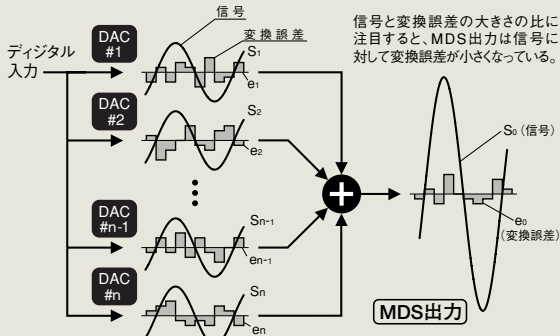 信号と変換誤差の大きさの比に
注目すると、MDS出力は信号に
対して変換誤差が小さくなっている。
ディジタル
入力
DAC
#1
信号
変換誤差
S1
e1
DAC
#2
S2
e2
DAC
#n-1
Sn-1
en-1
DAC
#n
Sn
en
+
S0 (信号)
e0
(変換誤差)
MDS出力